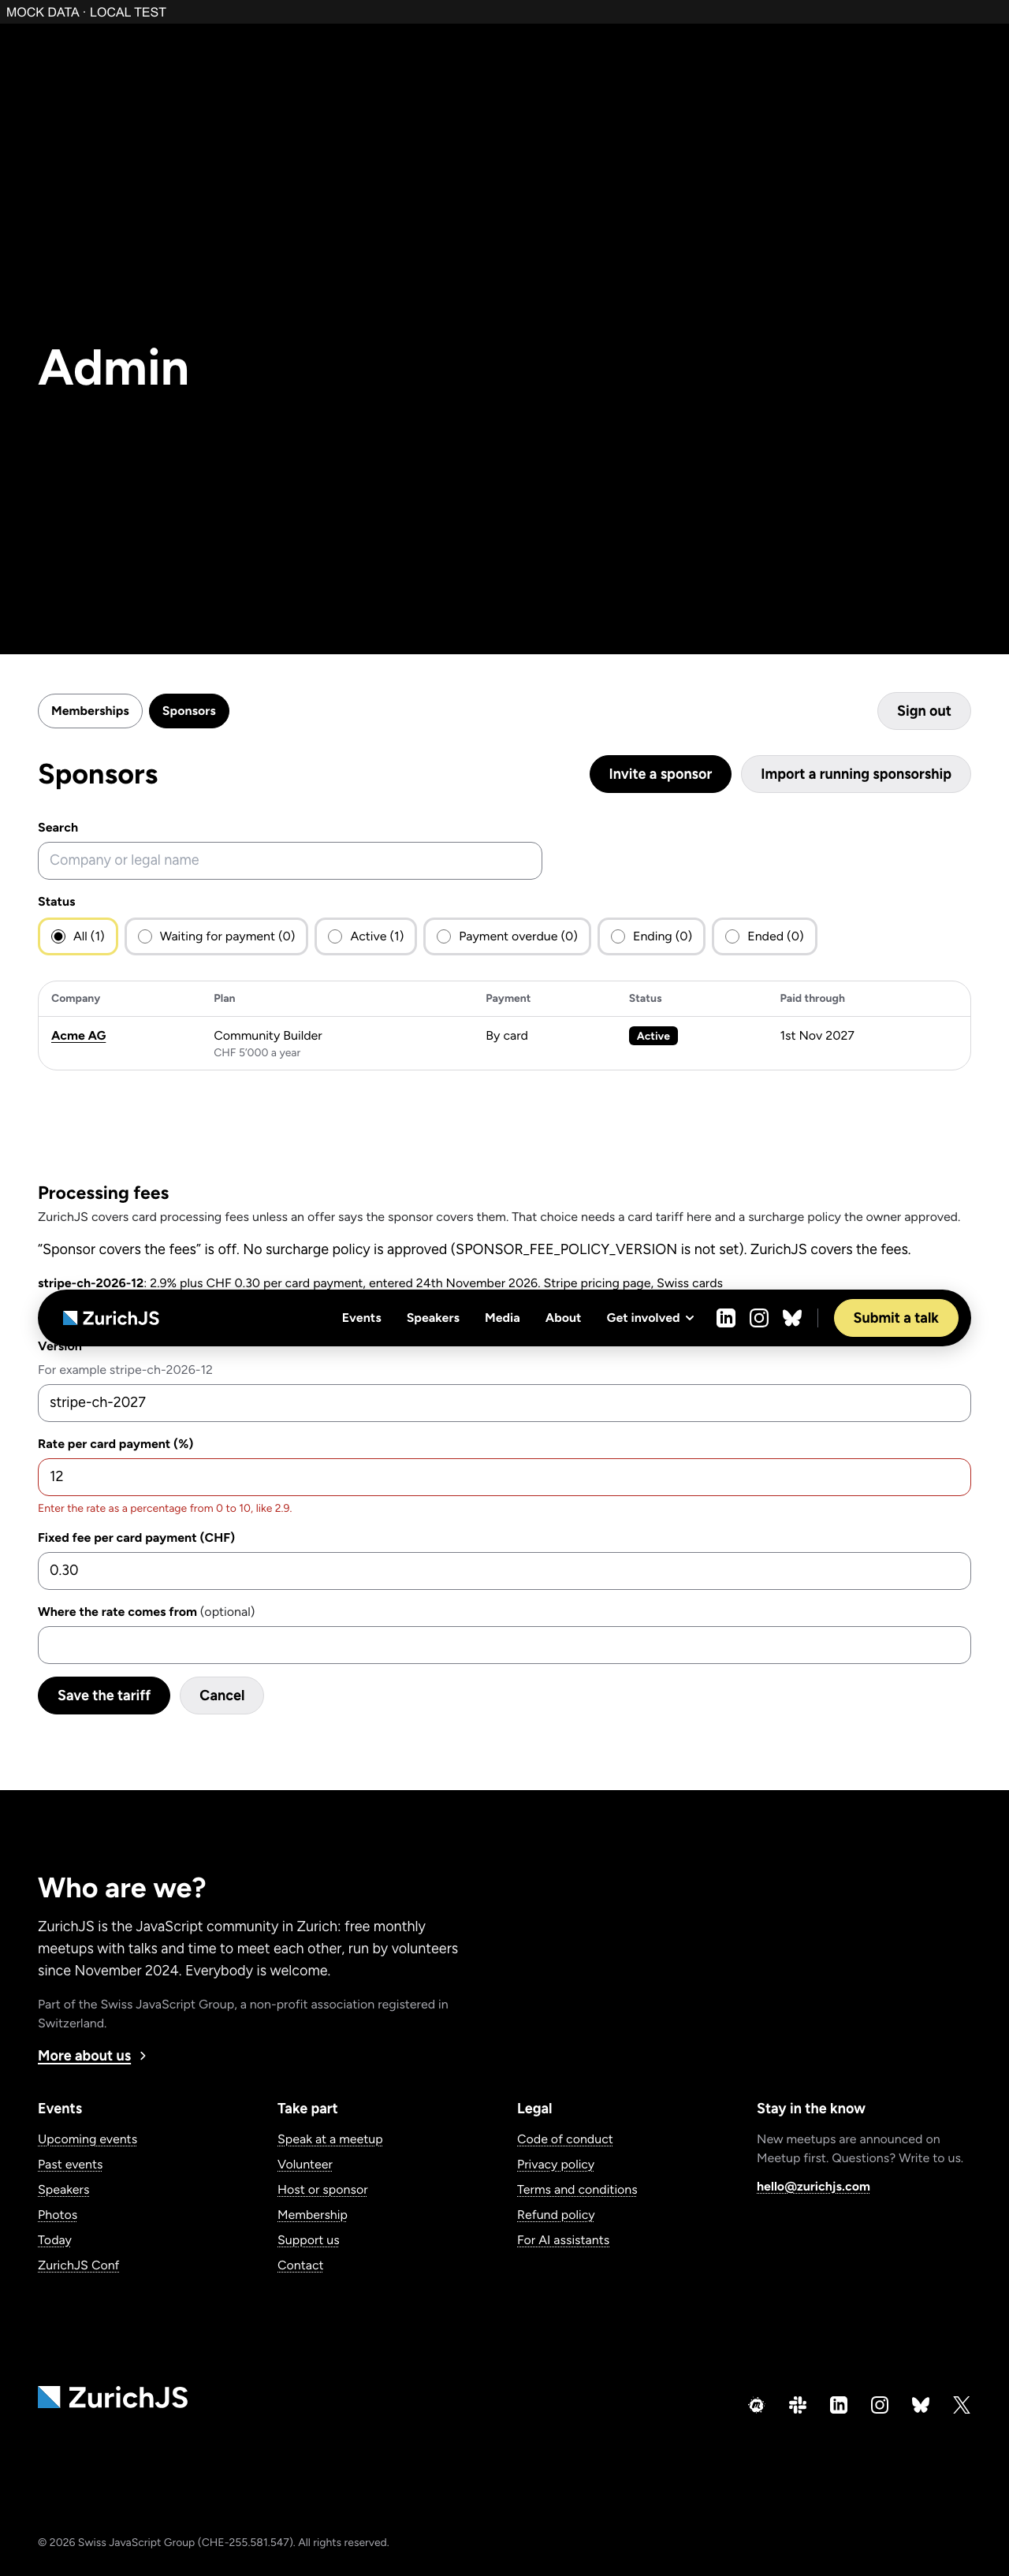 MOCK DATA · LOCAL TEST
Admin
Memberships
Sponsors
Sign out
Sponsors
Invite a sponsor
Import a running sponsorship
Search
Company or legal name
Status
All (1)
Waiting for payment (0)
Active (1)
Payment overdue (0)
Ending (0)
Ended (0)
Company
Plan
Payment
Status
Paid through
Acme AG
Community Builder
By card
Active
1st Nov 2027
CHF 5’000 a year
Processing fees
ZurichJS covers card processing fees unless an offer says the sponsor covers them. That choice needs a card tariff here and a surcharge policy the owner approved.
“Sponsor covers the fees” is off. No surcharge policy is approved (SPONSOR_FEE_POLICY_VERSION is not set). ZurichJS covers the fees.
stripe-ch-2026-12: 2.9% plus CHF 0.30 per card payment, entered 24th November 2026. Stripe pricing page, Swiss cards
ZurichJS
Events
Speakers
Media
About
Get involved
Submit a talk
Version
For example stripe-ch-2026-12
stripe-ch-2027
Rate per card payment (%)
12
Enter the rate as a percentage from 0 to 10, like 2.9.
Fixed fee per card payment (CHF)
0.30
Where the rate comes from (optional)
Save the tariff
Cancel
Who are we?
ZurichJS is the JavaScript community in Zurich: free monthly
meetups with talks and time to meet each other, run by volunteers
since November 2024. Everybody is welcome.
Part of the Swiss JavaScript Group, a non-profit association registered in
Switzerland.
More about us
Events
Upcoming events
Past events
Speakers
Photos
Today
ZurichJS Conf
Take part
Speak at a meetup
Volunteer
Host or sponsor
Membership
Support us
Contact
Legal
Code of conduct
Privacy policy
Terms and conditions
Refund policy
For AI assistants
Stay in the know
New meetups are announced on
Meetup first. Questions? Write to us.
hello@zurichjs.com
ZurichJS
© 2026 Swiss JavaScript Group (CHE-255.581.547). All rights reserved.